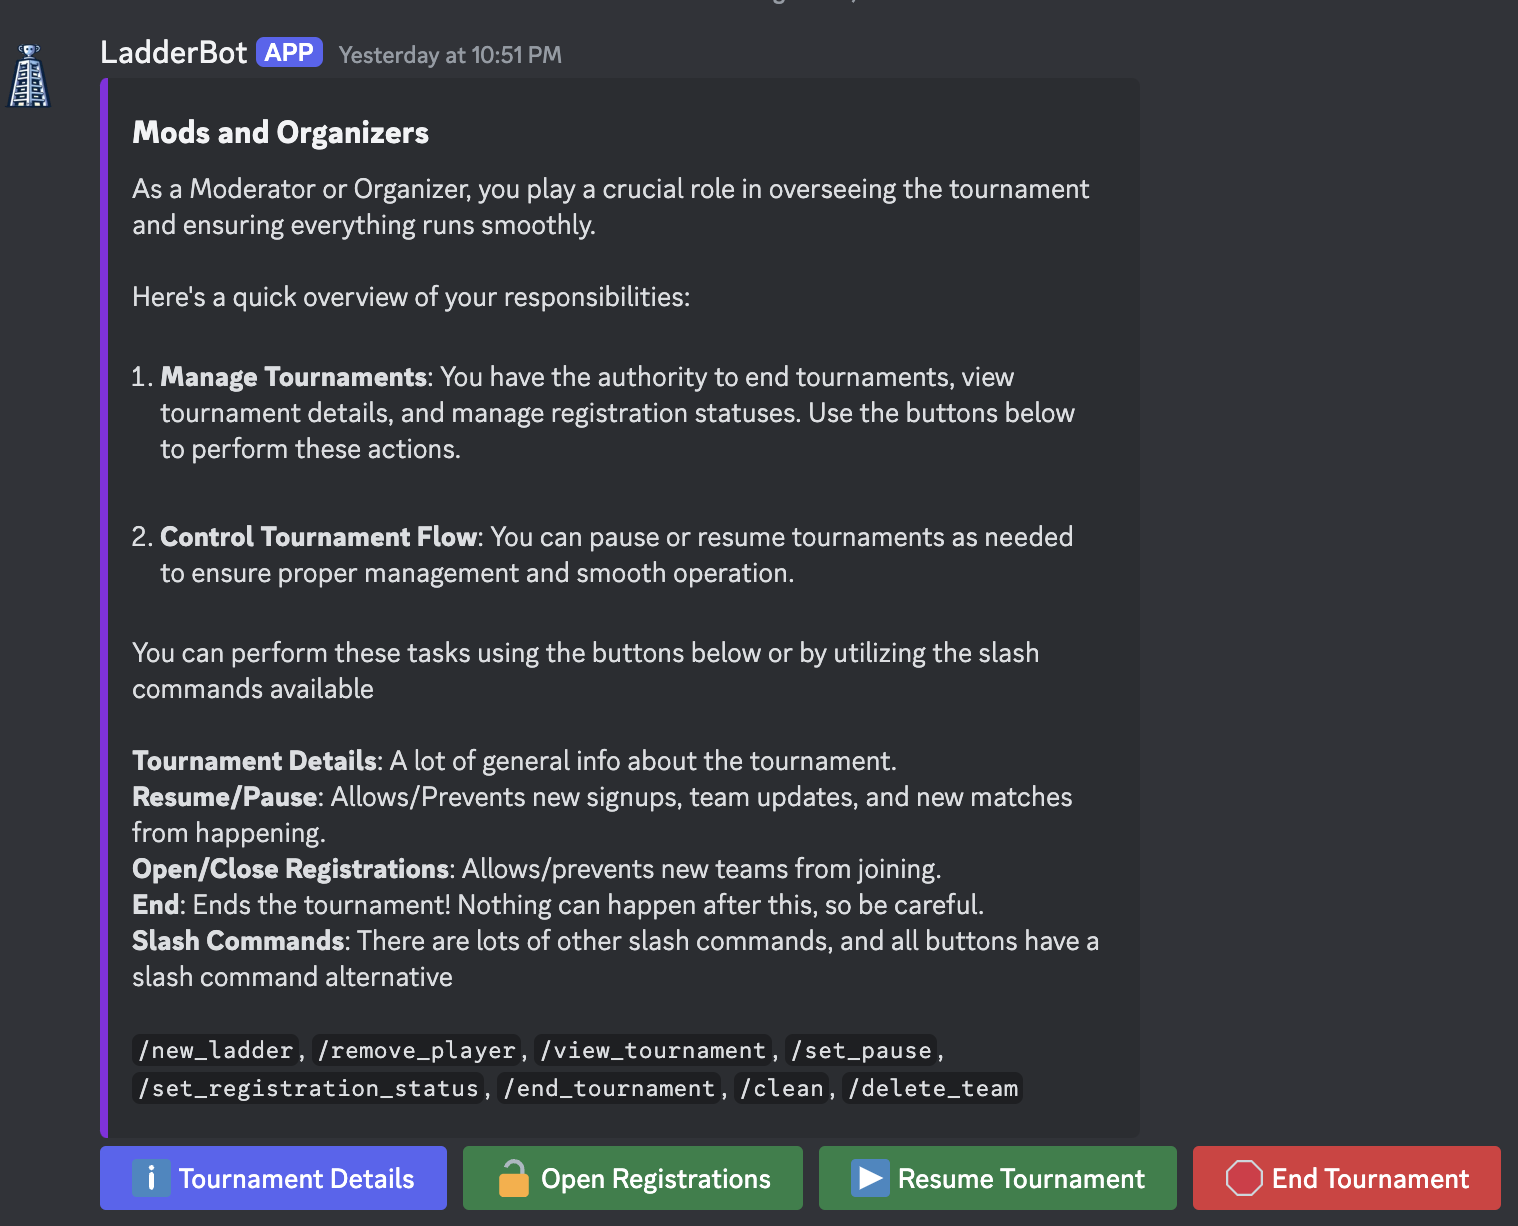 LadderBot APP Yesterday at 10:51 PM
Mods and Organizers
As a Moderator or Organizer, you play a crucial role in overseeing the tournament
and ensuring everything runs smoothly.
Here's a quick overview of your responsibilities:
1. Manage Tournaments: You have the authority to end tournaments, view
tournament details, and manage registration statuses. Use the buttons below
to perform these actions.
2. Control Tournament Flow: You can pause or resume tournaments as needed
to ensure proper management and smooth operation.
You can perform these tasks using the buttons below or by utilizing the slash
commands available
Tournament Details: A lot of general info about the tournament.
Resume/Pause: Allows/Prevents new signups, team updates, and new matches
from happening.
Open/Close Registrations: Allows/prevents new teams from joining.
End: Ends the tournament! Nothing can happen after this, so be careful.
Slash Commands: There are lots of other slash commands, and all buttons have a
slash command alternative
/new_ladder, /remove_player, /view_tournament, /set_pause,
/set_registration_status, /end_tournament, /clean, /delete_team
Tournament Details Open Registrations Resume Tournament End Tournament